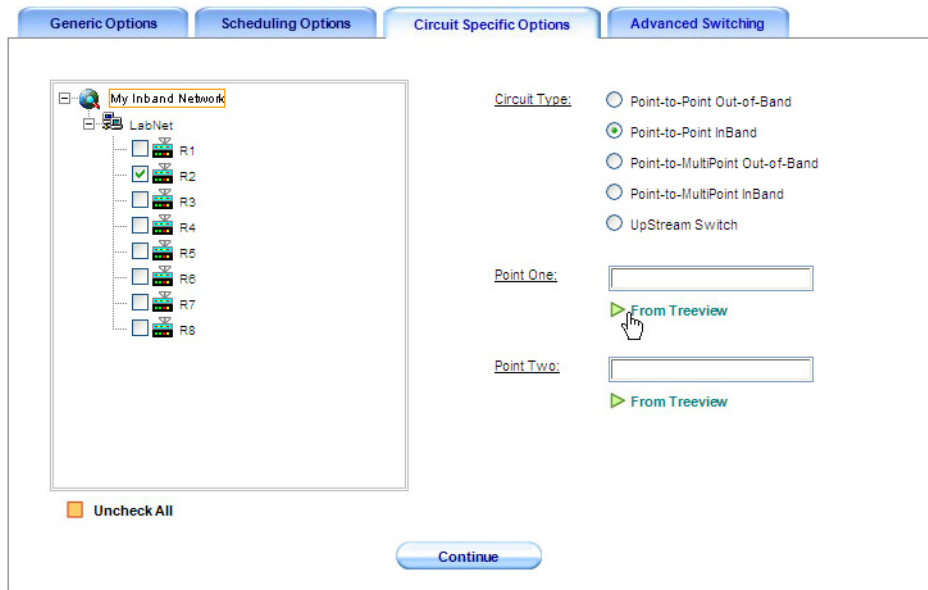 Generic Options
Scheduling Options
Circuit Specific Options
Advanced Switching
My Inband Network
LabNet
R1
R2
R3
R4
R5
R6
R7
R8
Uncheck All
Circuit Type:
Point-to-Point Out-of-Band
Point-to-Point InBand
Point-to-MultiPoint Out-of-Band
Point-to-MultiPoint InBand
UpStream Switch
Point One:
From Treeview
Point Two:
From Treeview
Continue